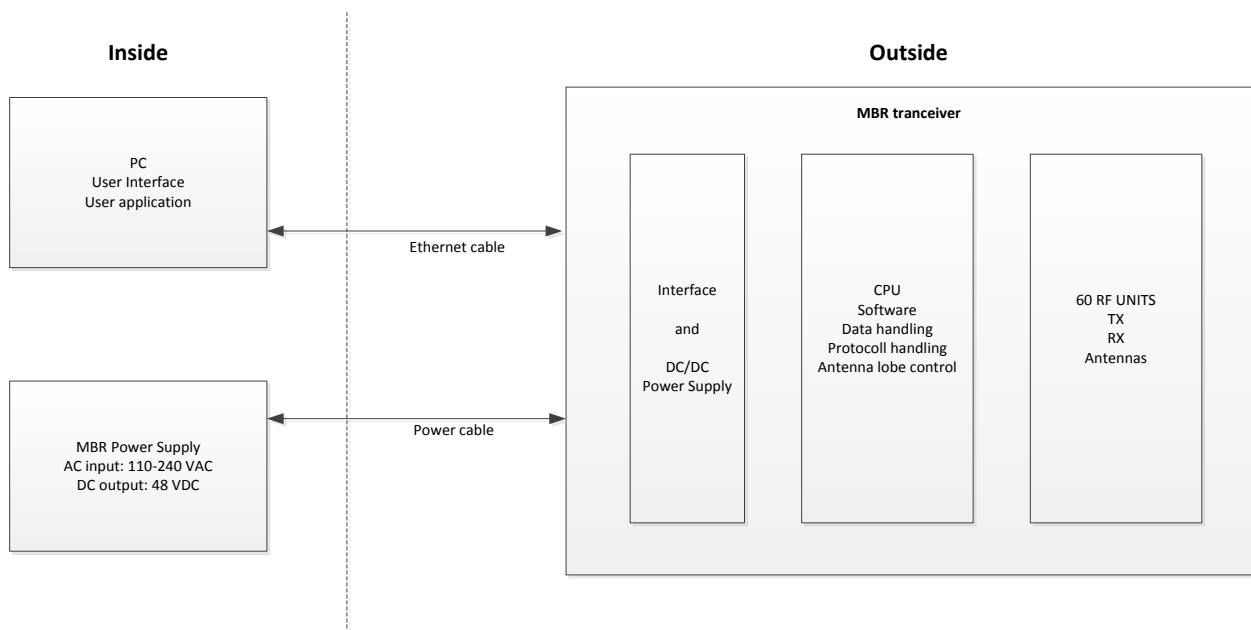 Inside
Outside
PC
User Interface
User application
Ethernet cable
MBR Power Supply
AC input: 110-240 VAC
DC output: 48 VDC
Power cable
MBR tranceiver
Interface
and
DC/DC
Power Supply
CPU
Software
Data handling
Protocoll handling
Antenna lobe control
60 RF UNITS
TX
RX
Antennas